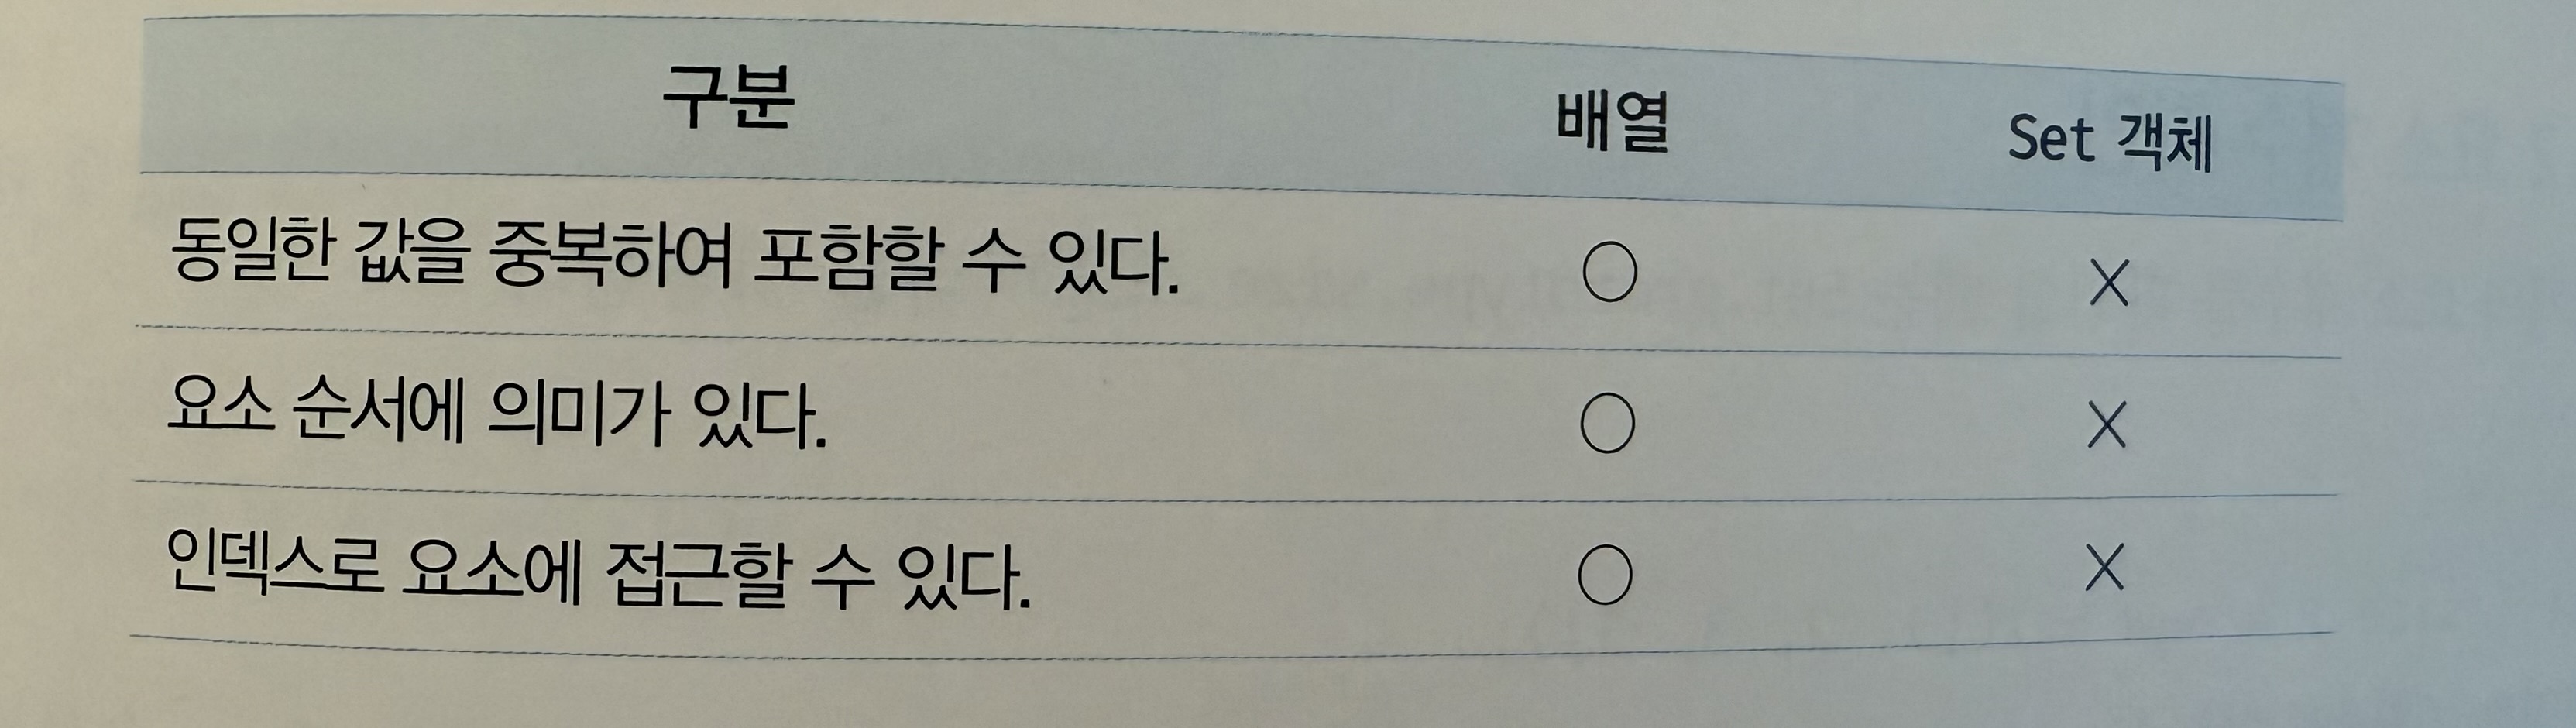 구분 배열 Set 객체
동일한 값을 중복하여 포함할 수 있다. ○ ×
요소 순서에 의미가 있다. ○ ×
인덱스로 요소에 접근할 수 있다. ○ ×